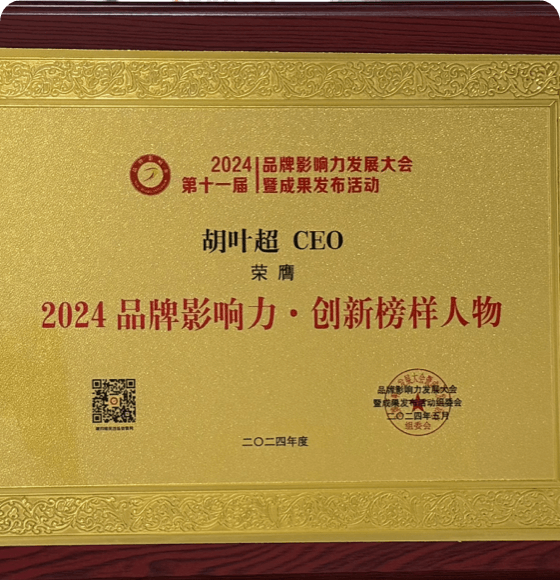 2024 品牌影响力发展大会
第十一届 暨成果发布活动
胡叶超 CEO
荣膺
2024 品牌影响力·创新榜样人物
品牌影响力发展大会
暨成果发布活动组委会
二〇二四年五月
组委会
二〇二四年度